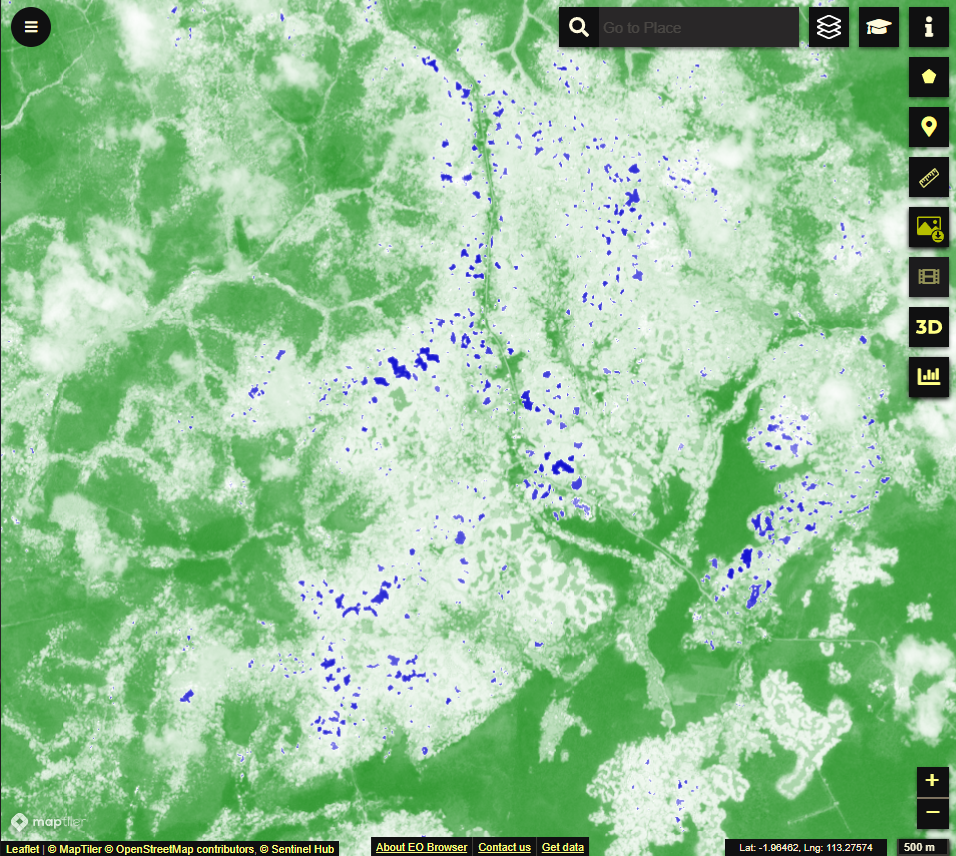 Go to Place
3D
maptiler
Leaflet | © MapTiler © OpenStreetMap contributors, © Sentinel Hub
About EO Browser
Contact us
Get data
Lat: -1.96462, Lng: 113.27574
500 m